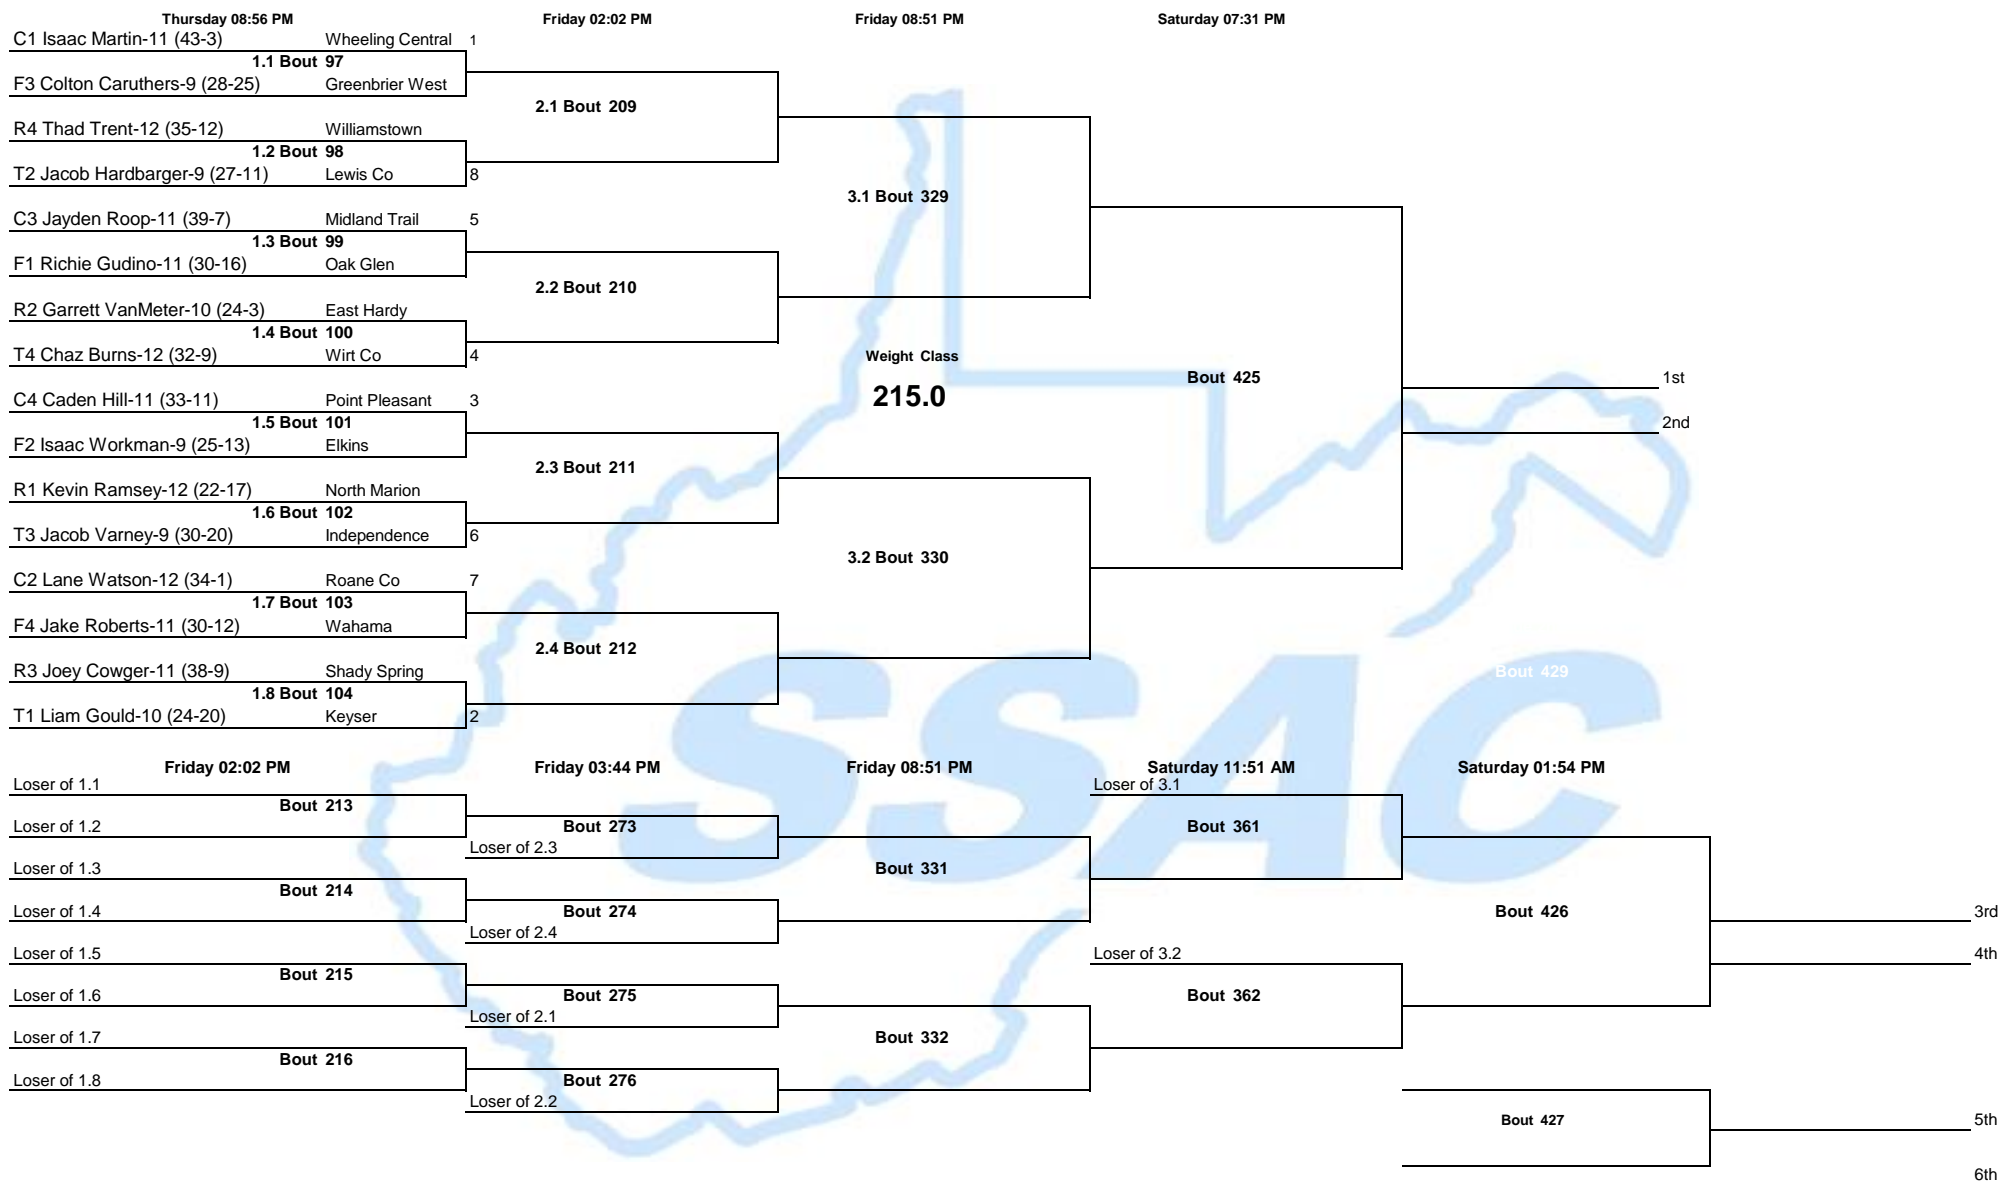 Thursday 08:56 PM Friday 02:02 PM Friday 08:51 PM Saturday 07:31 PM
C1 Isaac Martin-11 (43-3) Wheeling Central 1
1.1 Bout 97
F3 Colton Caruthers-9 (28-25) Greenbrier West
2.1 Bout 209
R4 Thad Trent-12 (35-12) Williamstown
1.2 Bout 98
T2 Jacob Hardbarger-9 (27-11) Lewis Co 8
3.1 Bout 329
C3 Jayden Roop-11 (39-7) Midland Trail 5
1.3 Bout 99
F1 Richie Gudino-11 (30-16) Oak Glen
2.2 Bout 210
R2 Garrett VanMeter-10 (24-3) East Hardy
1.4 Bout 100
T4 Chaz Burns-12 (32-9) Wirt Co 4
Weight Class
Bout 425
1st
215.0
C4 Caden Hill-11 (33-11) Point Pleasant 3
1.5 Bout 101
2nd
F2 Isaac Workman-9 (25-13) Elkins
2.3 Bout 211
R1 Kevin Ramsey-12 (22-17) North Marion
1.6 Bout 102
T3 Jacob Varney-9 (30-20) Independence 6
3.2 Bout 330
C2 Lane Watson-12 (34-1) Roane Co 7
1.7 Bout 103
F4 Jake Roberts-11 (30-12) Wahama
2.4 Bout 212
R3 Joey Cowger-11 (38-9) Shady Spring
Bout 429
1.8 Bout 104
T1 Liam Gould-10 (24-20) Keyser 2
SSAC
Friday 02:02 PM Friday 03:44 PM Friday 08:51 PM Saturday 11:51 AM Saturday 01:54 PM
Loser of 1.1 Loser of 3.1
Bout 213
Loser of 1.2 Bout 273 Bout 361
Loser of 2.3
Loser of 1.3 Bout 331
Bout 214
Loser of 1.4 Bout 274 Bout 426 3rd
Loser of 2.4
Loser of 1.5 Loser of 3.2 4th
Bout 215
Loser of 1.6 Bout 275 Bout 362
Loser of 2.1
Loser of 1.7 Bout 332
Bout 216
Loser of 1.8 Bout 276
Loser of 2.2
Bout 427 5th
6th